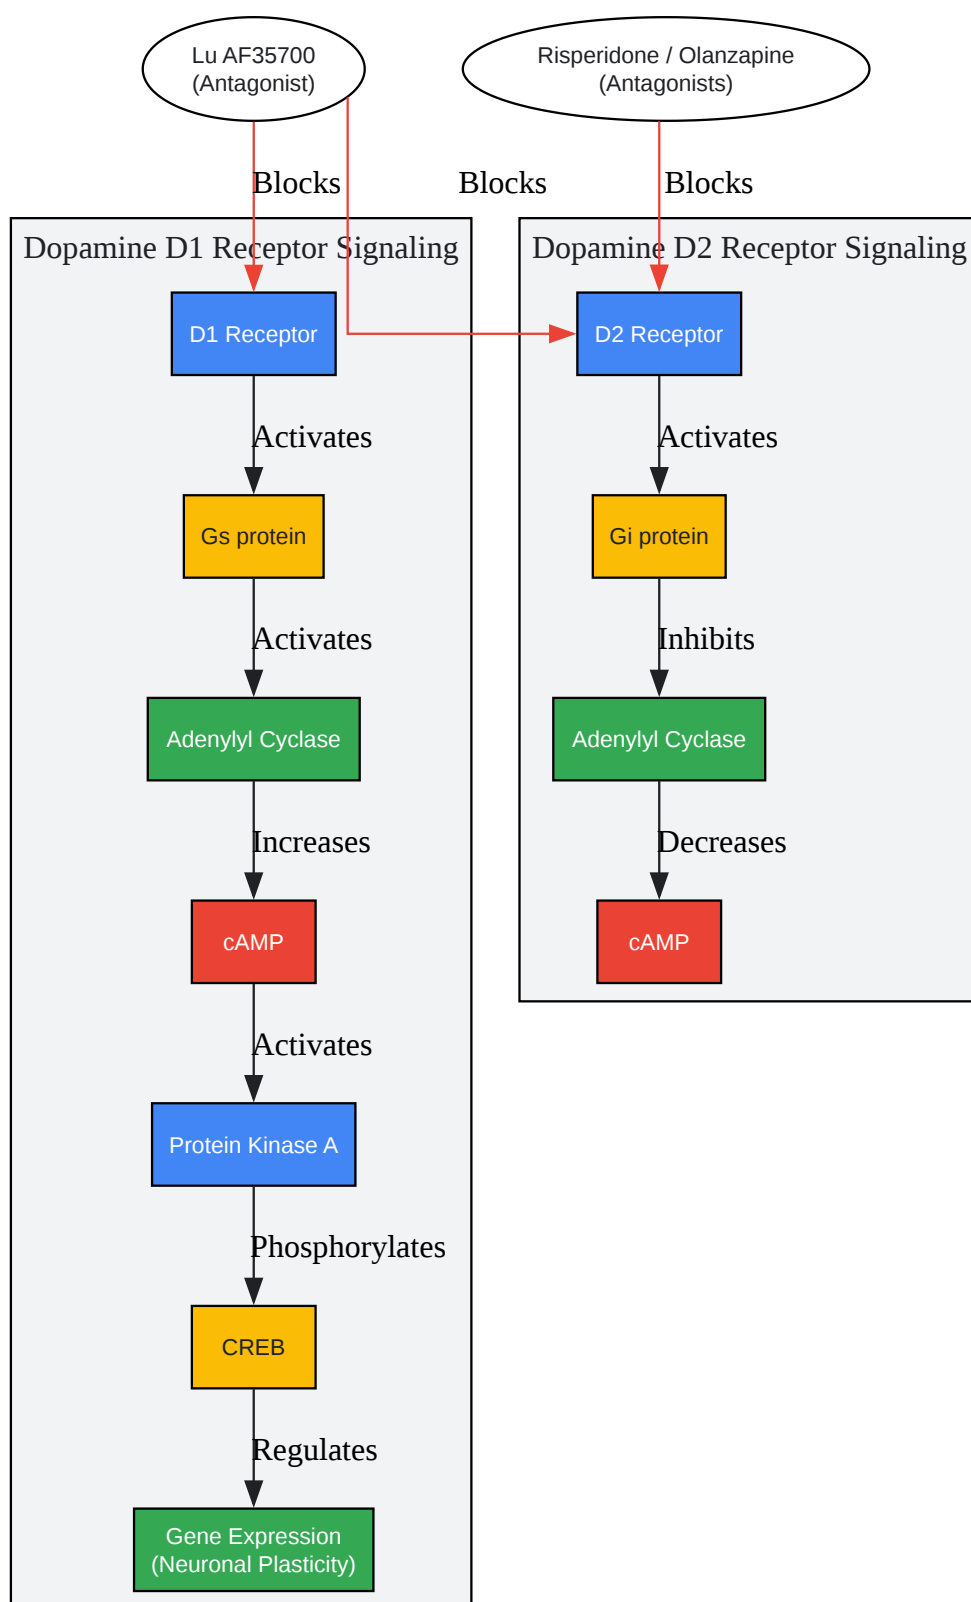 Lu AF35700
(Antagonist)
Risperidone / Olanzapine
(Antagonists)
Blocks
Blocks
Blocks
Dopamine D1 Receptor Signaling
D1 Receptor
Activates
Gs protein
Activates
Adenylyl Cyclase
Increases
cAMP
Activates
Protein Kinase A
Phosphorylates
CREB
Regulates
Gene Expression
(Neuronal Plasticity)
Dopamine D2 Receptor Signaling
D2 Receptor
Activates
Gi protein
Inhibits
Adenylyl Cyclase
Decreases
cAMP